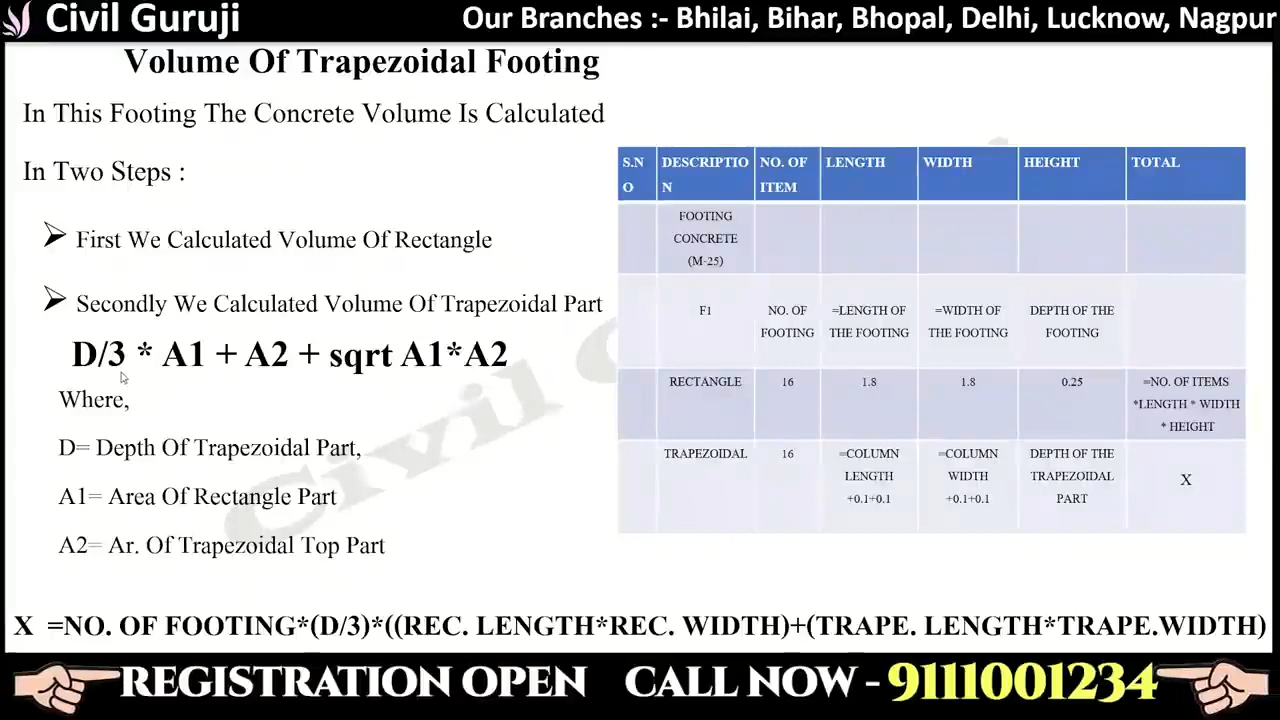 Civil Guruji
Our Branches :- Bhilai, Bihar, Bhopal, Delhi, Lucknow, Nagpur
Volume Of Trapezoidal Footing
In This Footing The Concrete Volume Is Calculated
In Two Steps :
First We Calculated Volume Of Rectangle
Secondly We Calculated Volume Of Trapezoidal Part
D/3 * A1 + A2 + sqrt A1*A2
Where,
D= Depth Of Trapezoidal Part,
A1= Area Of Rectangle Part
A2= Ar. Of Trapezoidal Top Part
S.N
O
DESCRIPTIO
N
NO. OF
ITEM
LENGTH
WIDTH
HEIGHT
TOTAL
FOOTING
CONCRETE
(M-25)
F1
NO. OF
FOOTING
=LENGTH OF
THE FOOTING
=WIDTH OF
THE FOOTING
DEPTH OF THE
FOOTING
RECTANGLE
16
1.8
1.8
0.25
=NO. OF ITEMS
*LENGTH * WIDTH
* HEIGHT
TRAPEZOIDAL
16
=COLUMN
LENGTH
+0.1+0.1
=COLUMN
WIDTH
+0.1+0.1
DEPTH OF THE
TRAPEZOIDAL
PART
X
X =NO. OF FOOTING*(D/3)*((REC. LENGTH*REC. WIDTH)+(TRAPE. LENGTH*TRAPE.WIDTH)
REGISTRATION OPEN CALL NOW - 9111001234
Civil